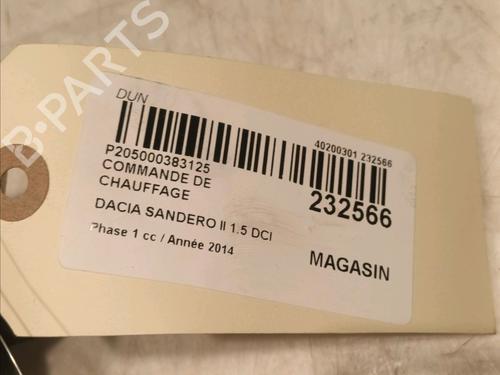 B-PARTS
DUN
P205000383125
COMMANDE DE
CHAUFFAGE
DACIA SANDERO II 1.5 DCI
Phase 1 cc / Année 2014
40200301 232566
232566
MAGASIN